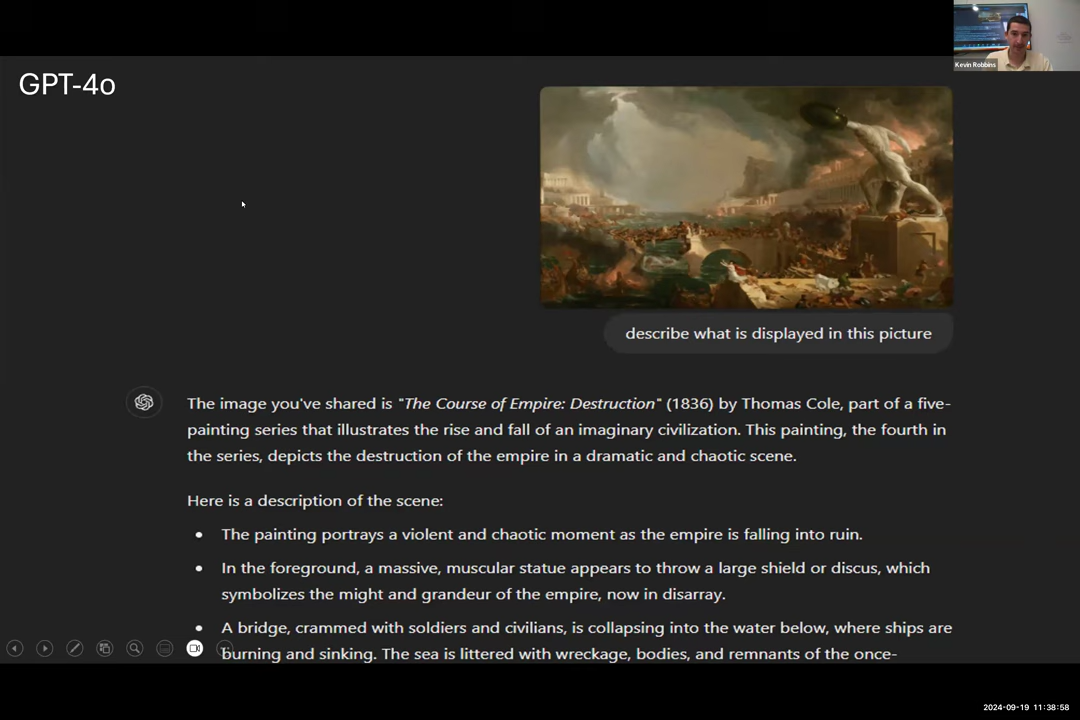 GPT-4o
Kevin Robbins
describe what is displayed in this picture
The image you've shared is "The Course of Empire: Destruction" (1836) by Thomas Cole, part of a five-
painting series that illustrates the rise and fall of an imaginary civilization. This painting, the fourth in
the series, depicts the destruction of the empire in a dramatic and chaotic scene.
Here is a description of the scene:
• The painting portrays a violent and chaotic moment as the empire is falling into ruin.
• In the foreground, a massive, muscular statue appears to throw a large shield or discus, which
symbolizes the might and grandeur of the empire, now in disarray.
• A bridge, crammed with soldiers and civilians, is collapsing into the water below, where ships are
burning and sinking. The sea is littered with wreckage, bodies, and remnants of the once-
2024-09-19 11:38:58